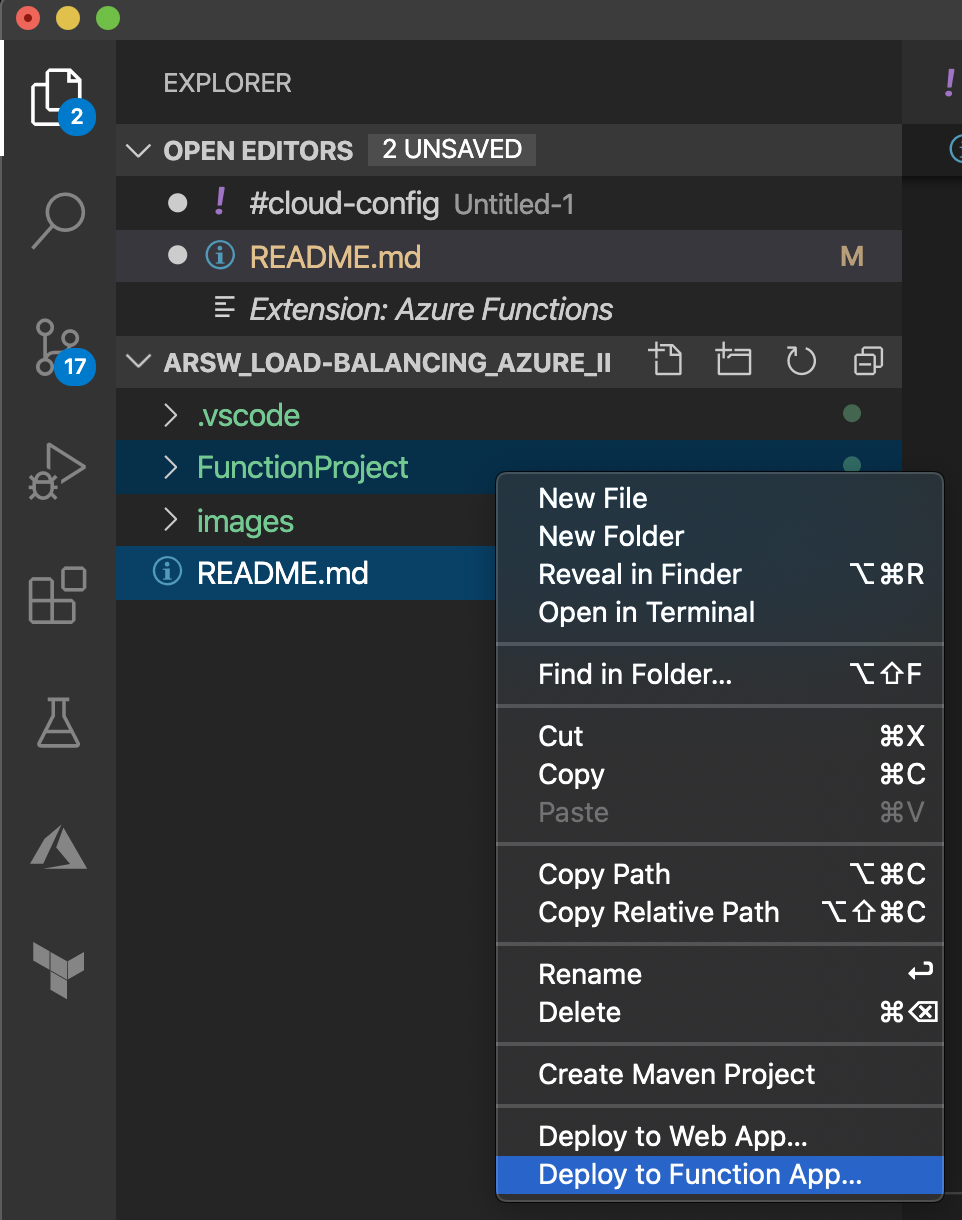 EXPLORER
2
OPEN EDITORS 2 UNSAVED
! #cloud-config Untitled-1
README.md M
Extension: Azure Functions
17
ARSW_LOAD-BALANCING_AZURE_II
.vscode
FunctionProject
images
README.md
New File
New Folder
Reveal in Finder ⌥⌘R
Open in Terminal
Find in Folder... ⌥⇧F
Cut ⌘X
Copy ⌘C
Paste ⌘V
Copy Path ⌥⌘C
Copy Relative Path ⌥⇧⌘C
Rename ↩
Delete ⌘⌫
Create Maven Project
Deploy to Web App...
Deploy to Function App...